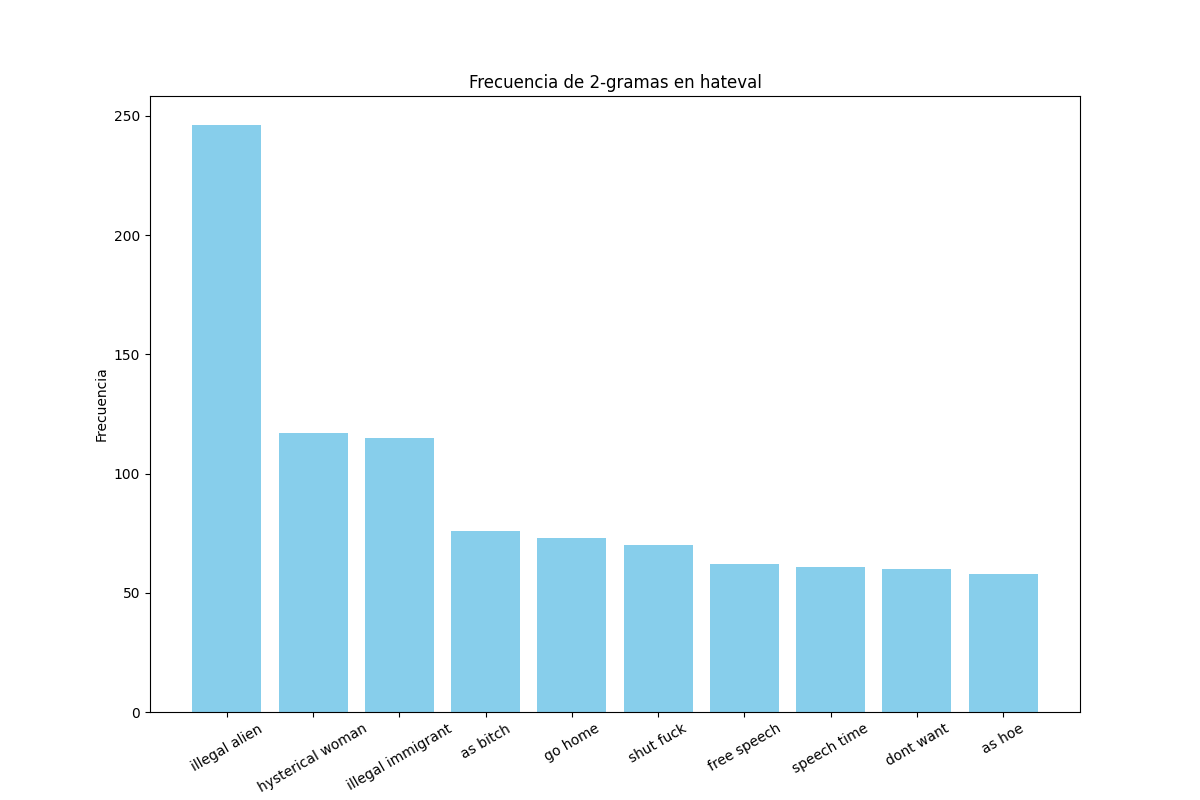 Frecuencia de 2-gramas en hateval
Frecuencia
250
200
150
100
50
0
illegal alien
hysterical woman
illegal immigrant
as bitch
go home
shut fuck
free speech
speech time
dont want
as hoe